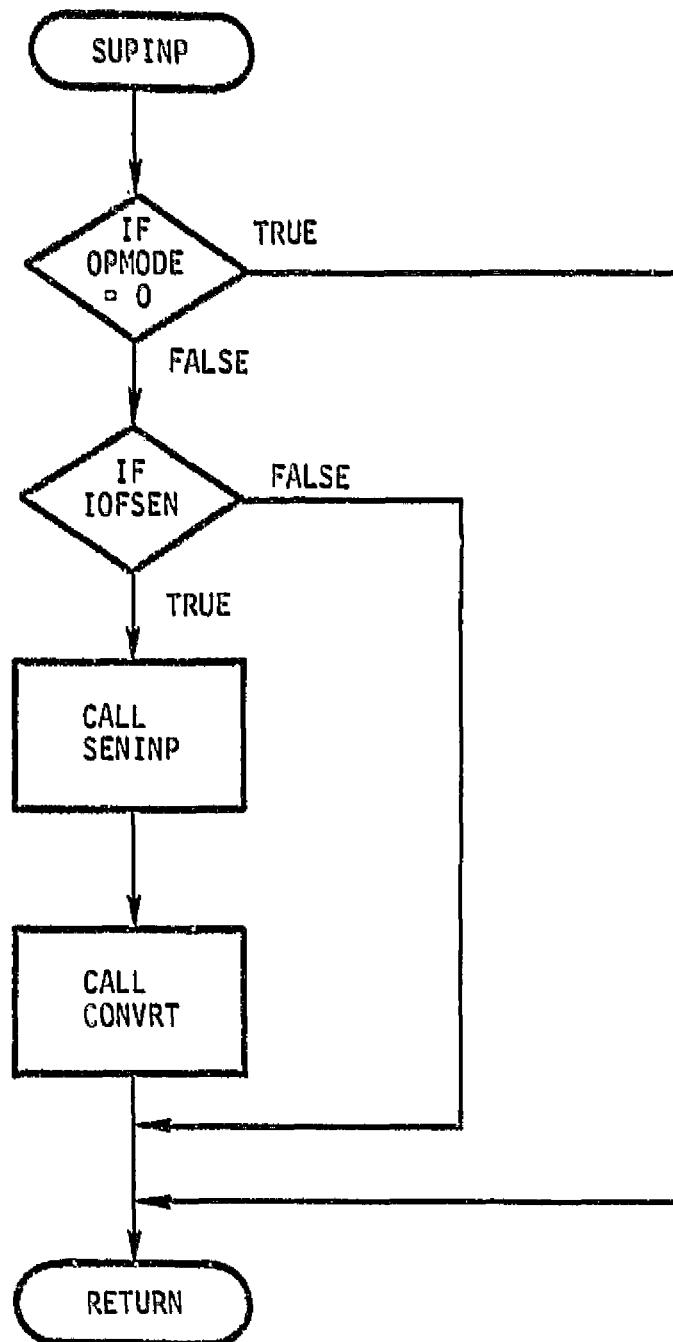 SUPINP
IF
OPMODE
= 0
TRUE
FALSE
IF
IOFSEN
FALSE
TRUE
CALL
SENINP
CALL
CONVRT
RETURN